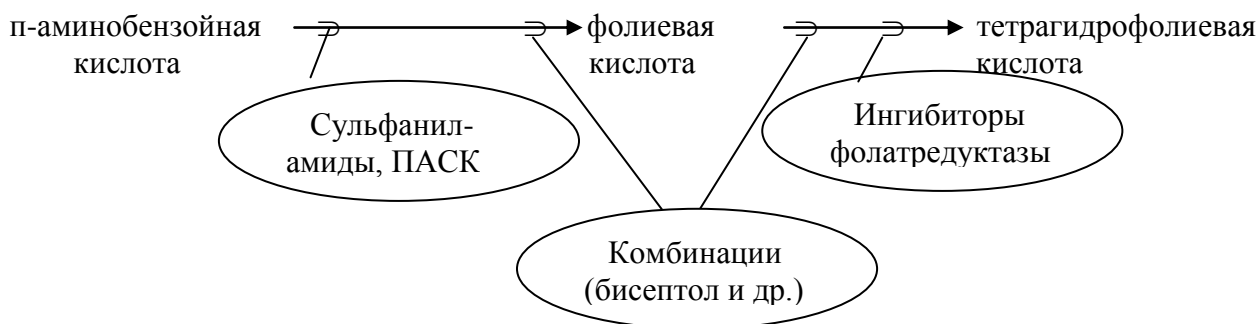 п-аминобензойная
кислота
фолиевая
кислота
тетрагидрофолиевая
кислота
Сульфанил-
амиды, ПАСК
Ингибиторы
фолатредуктазы
Комбинации
(бисептол и др.)